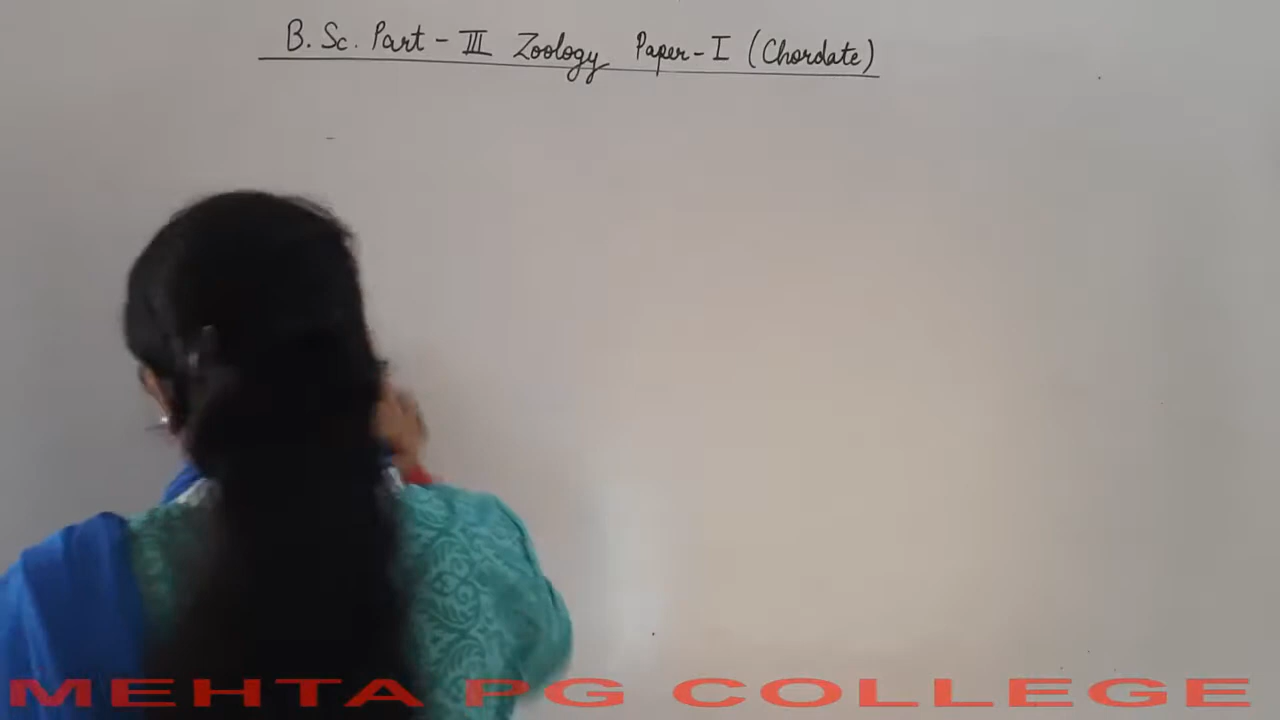 B. Sc. Part - III Zoology Paper - I (Chordate)
MEHTA PG COLLEGE